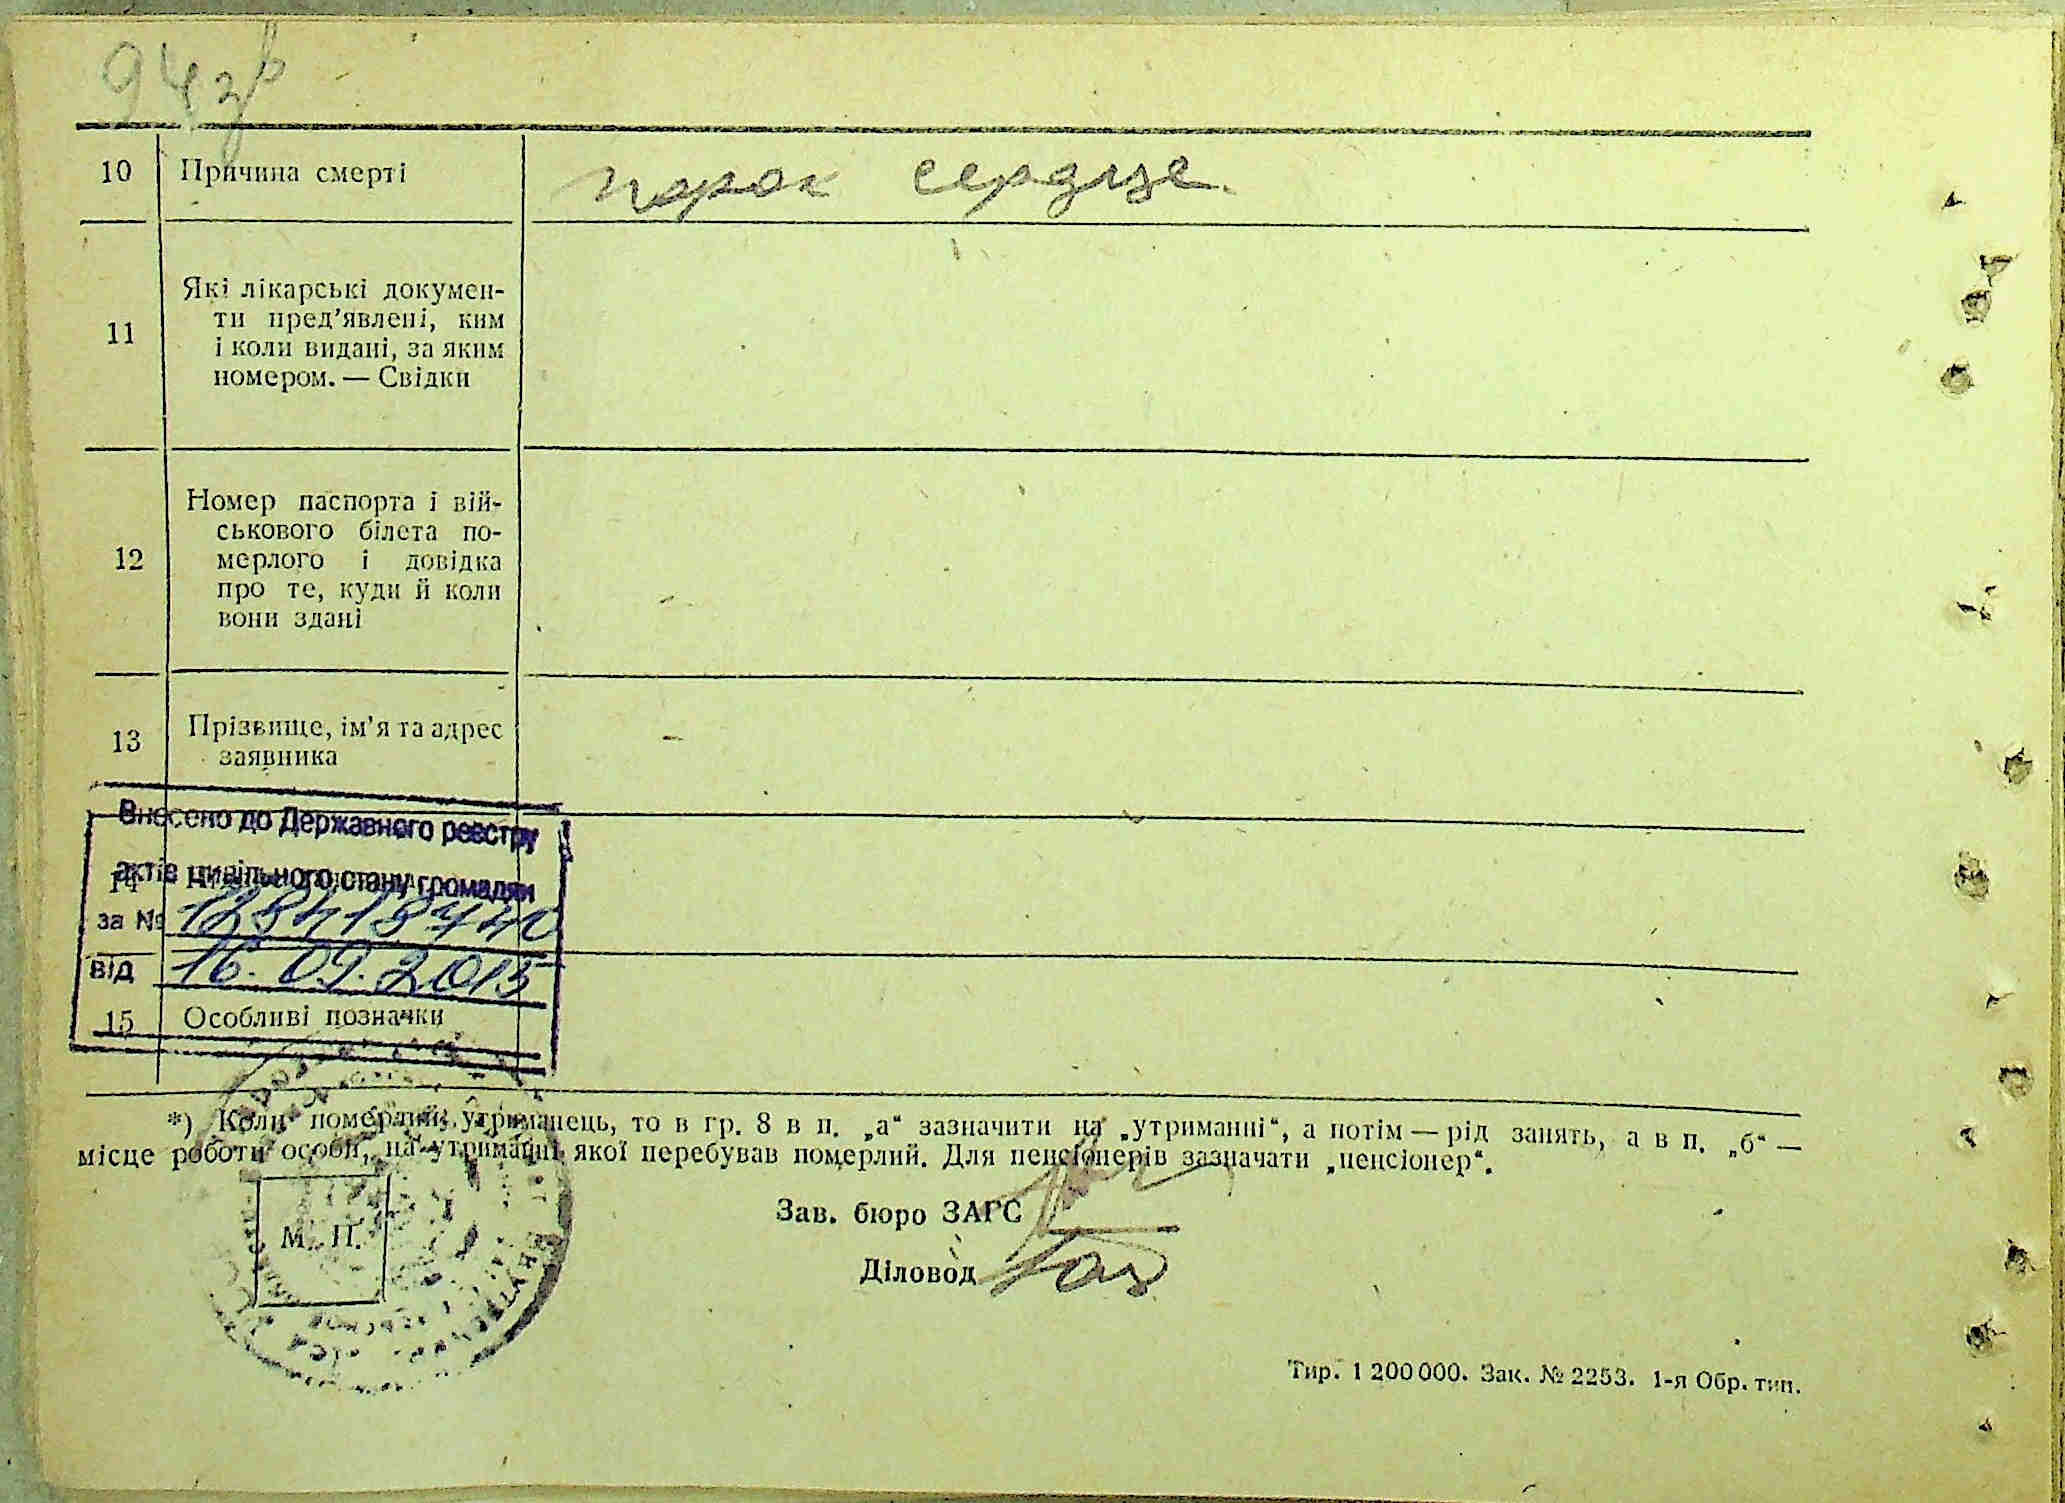 94зв
10 Причина смерті порок сердца
11 Які лікарські докумен-
ти пред’явлені, ким
і коли видані, за яким
номером. — Свідки
12 Номер паспорта і вій-
ськового білета по-
мерлого і довідка
про те, куди й коли
вони здані
13 Прізвище, ім’я та адрес
заявника
Внесено до Державного реєстру
14
актів цивільного стану громадян
за №
від 16.09.2015
15 Особливі позначки
*) Коли померлий утриманець, то в гр. 8 в п. „а“ зазначити на „утриманні“, а потім — рід занять, а в п. „б“ —
місце роботи особи, на утриманні якої перебував померлий. Для пенсіонерів зазначати „пенсіонер“.
Зав. бюро ЗАГС
М. П.
Діловод
Тир. 1 200 000. Зак. № 2253. 1-я Обр. тип.